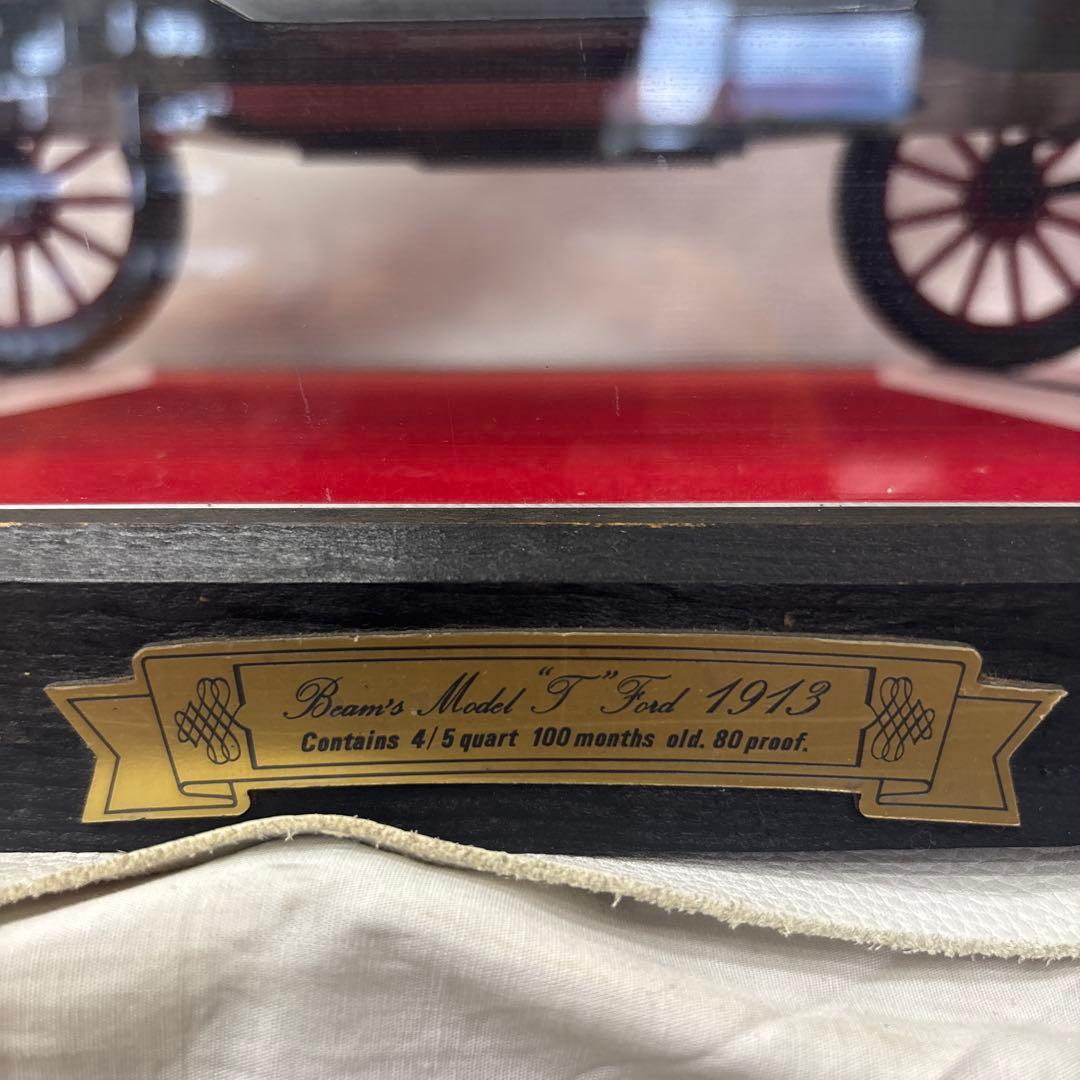 Beam's Model "T" Ford 1913
Contains 4/5 quart 100 months old. 80 proof.